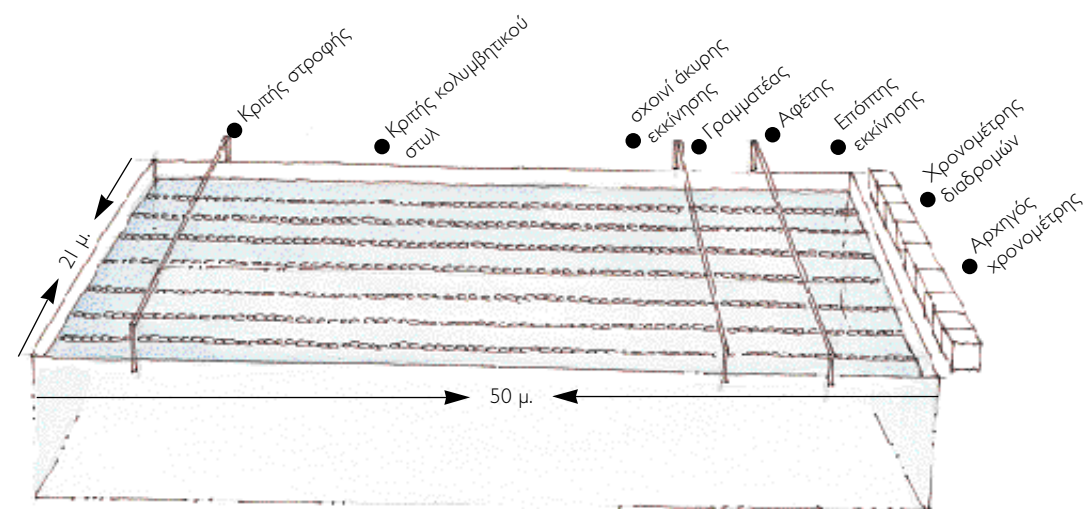 Κριτής στροφής
Κριτής κολυμβητικού
στυλ
σχοινί άκυρης
εκκίνησης
Γραμματέας
Αφέτης
Επόπτης
εκκίνησης
Χρονομέτρης
διαδρομών
Αρχηγός
χρονομέτρης
21 μ.
50 μ.